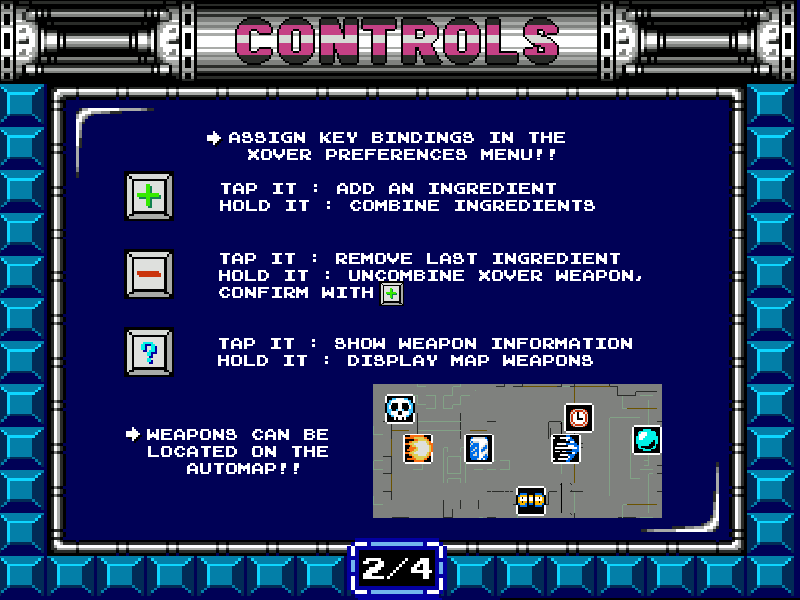 CONTROLS
ASSIGN KEY BINDINGS IN THE
XOVER PREFERENCES MENU!!
TAP IT : ADD AN INGREDIENT
HOLD IT : COMBINE INGREDIENTS
TAP IT : REMOVE LAST INGREDIENT
HOLD IT : UNCOMBINE XOVER WEAPON,
CONFIRM WITH +
?
TAP IT : SHOW WEAPON INFORMATION
HOLD IT : DISPLAY MAP WEAPONS
WEAPONS CAN BE
LOCATED ON THE
AUTOMAP!!
2/4